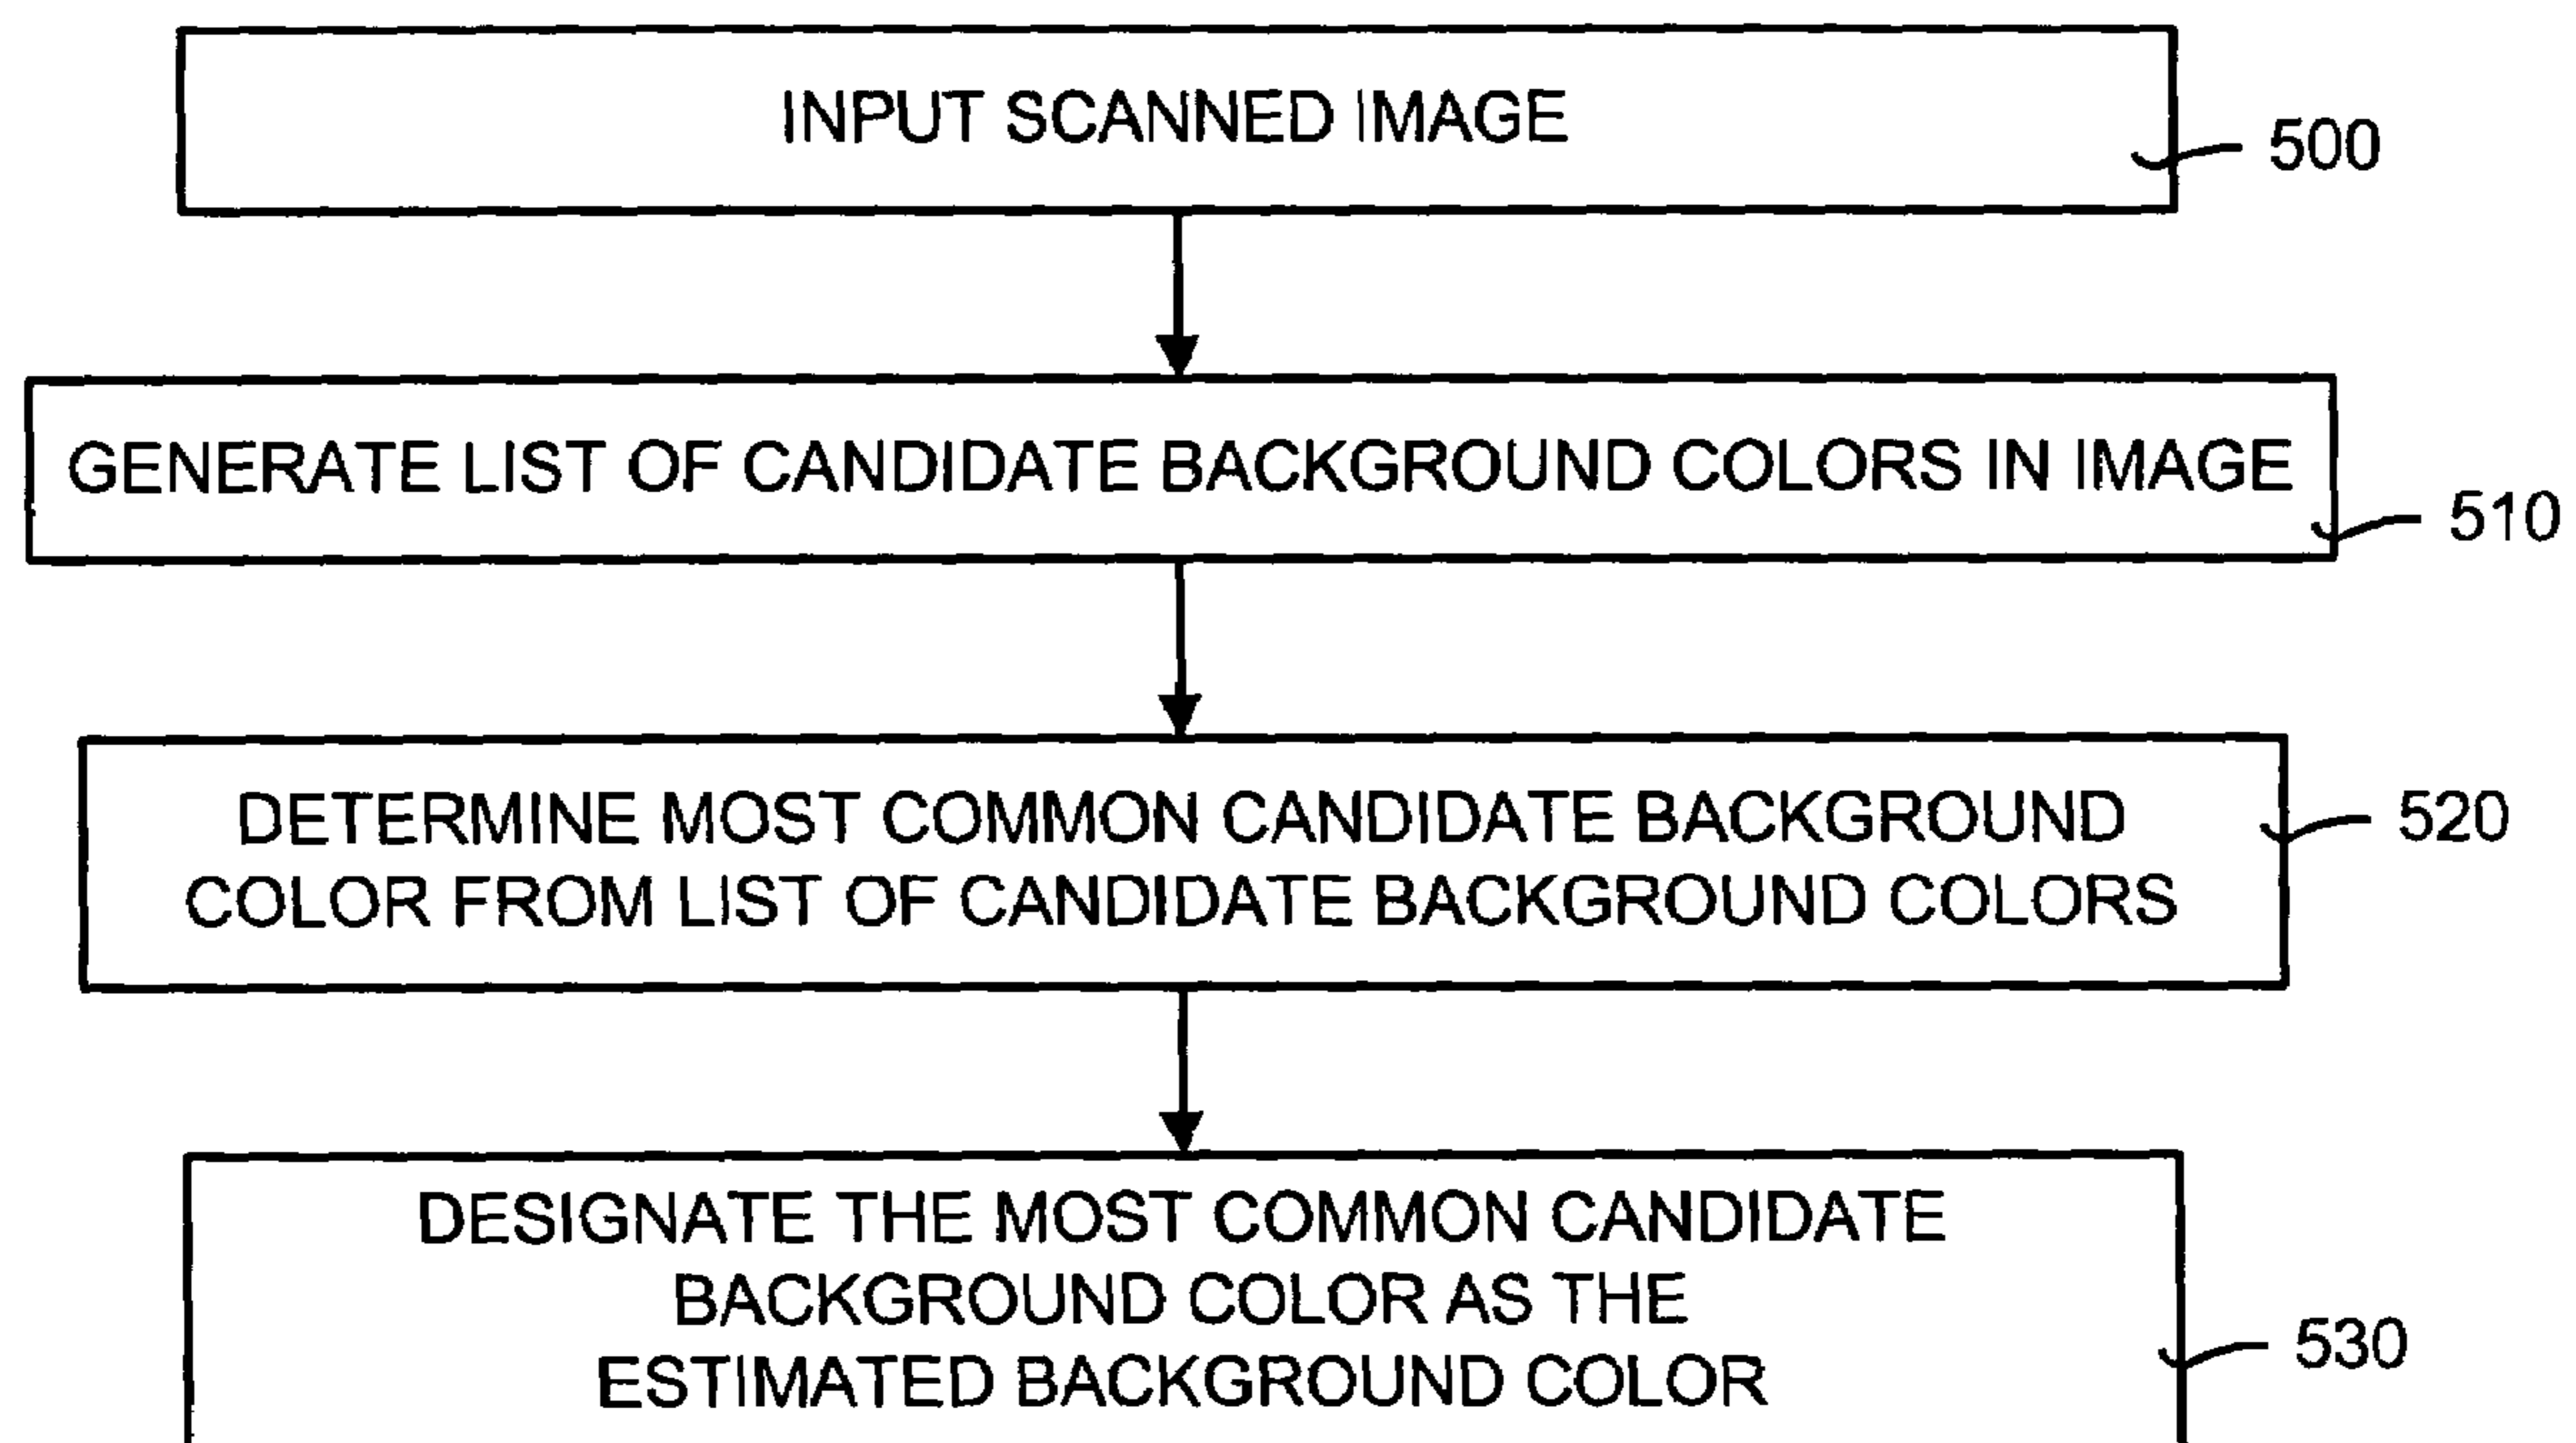 INPUT SCANNED IMAGE
500
GENERATE LIST OF CANDIDATE BACKGROUND COLORS IN IMAGE
510
DETERMINE MOST COMMON CANDIDATE BACKGROUND
COLOR FROM LIST OF CANDIDATE BACKGROUND COLORS
520
DESIGNATE THE MOST COMMON CANDIDATE
BACKGROUND COLOR AS THE
ESTIMATED BACKGROUND COLOR
530